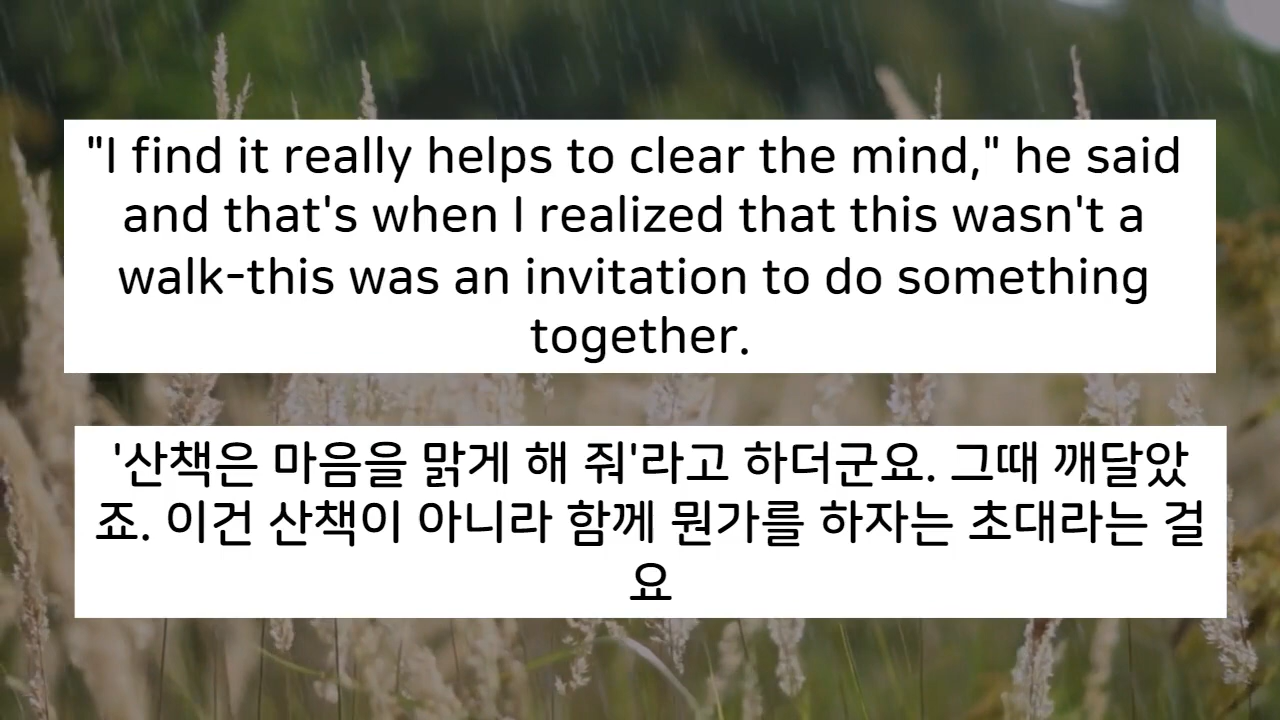 "I find it really helps to clear the mind," he said
and that's when I realized that this wasn't a
walk-this was an invitation to do something
together.
'산책은 마음을 맑게 해 줘'라고 하더군요. 그때 깨달았
죠. 이건 산책이 아니라 함께 뭔가를 하자는 초대라는 걸
요